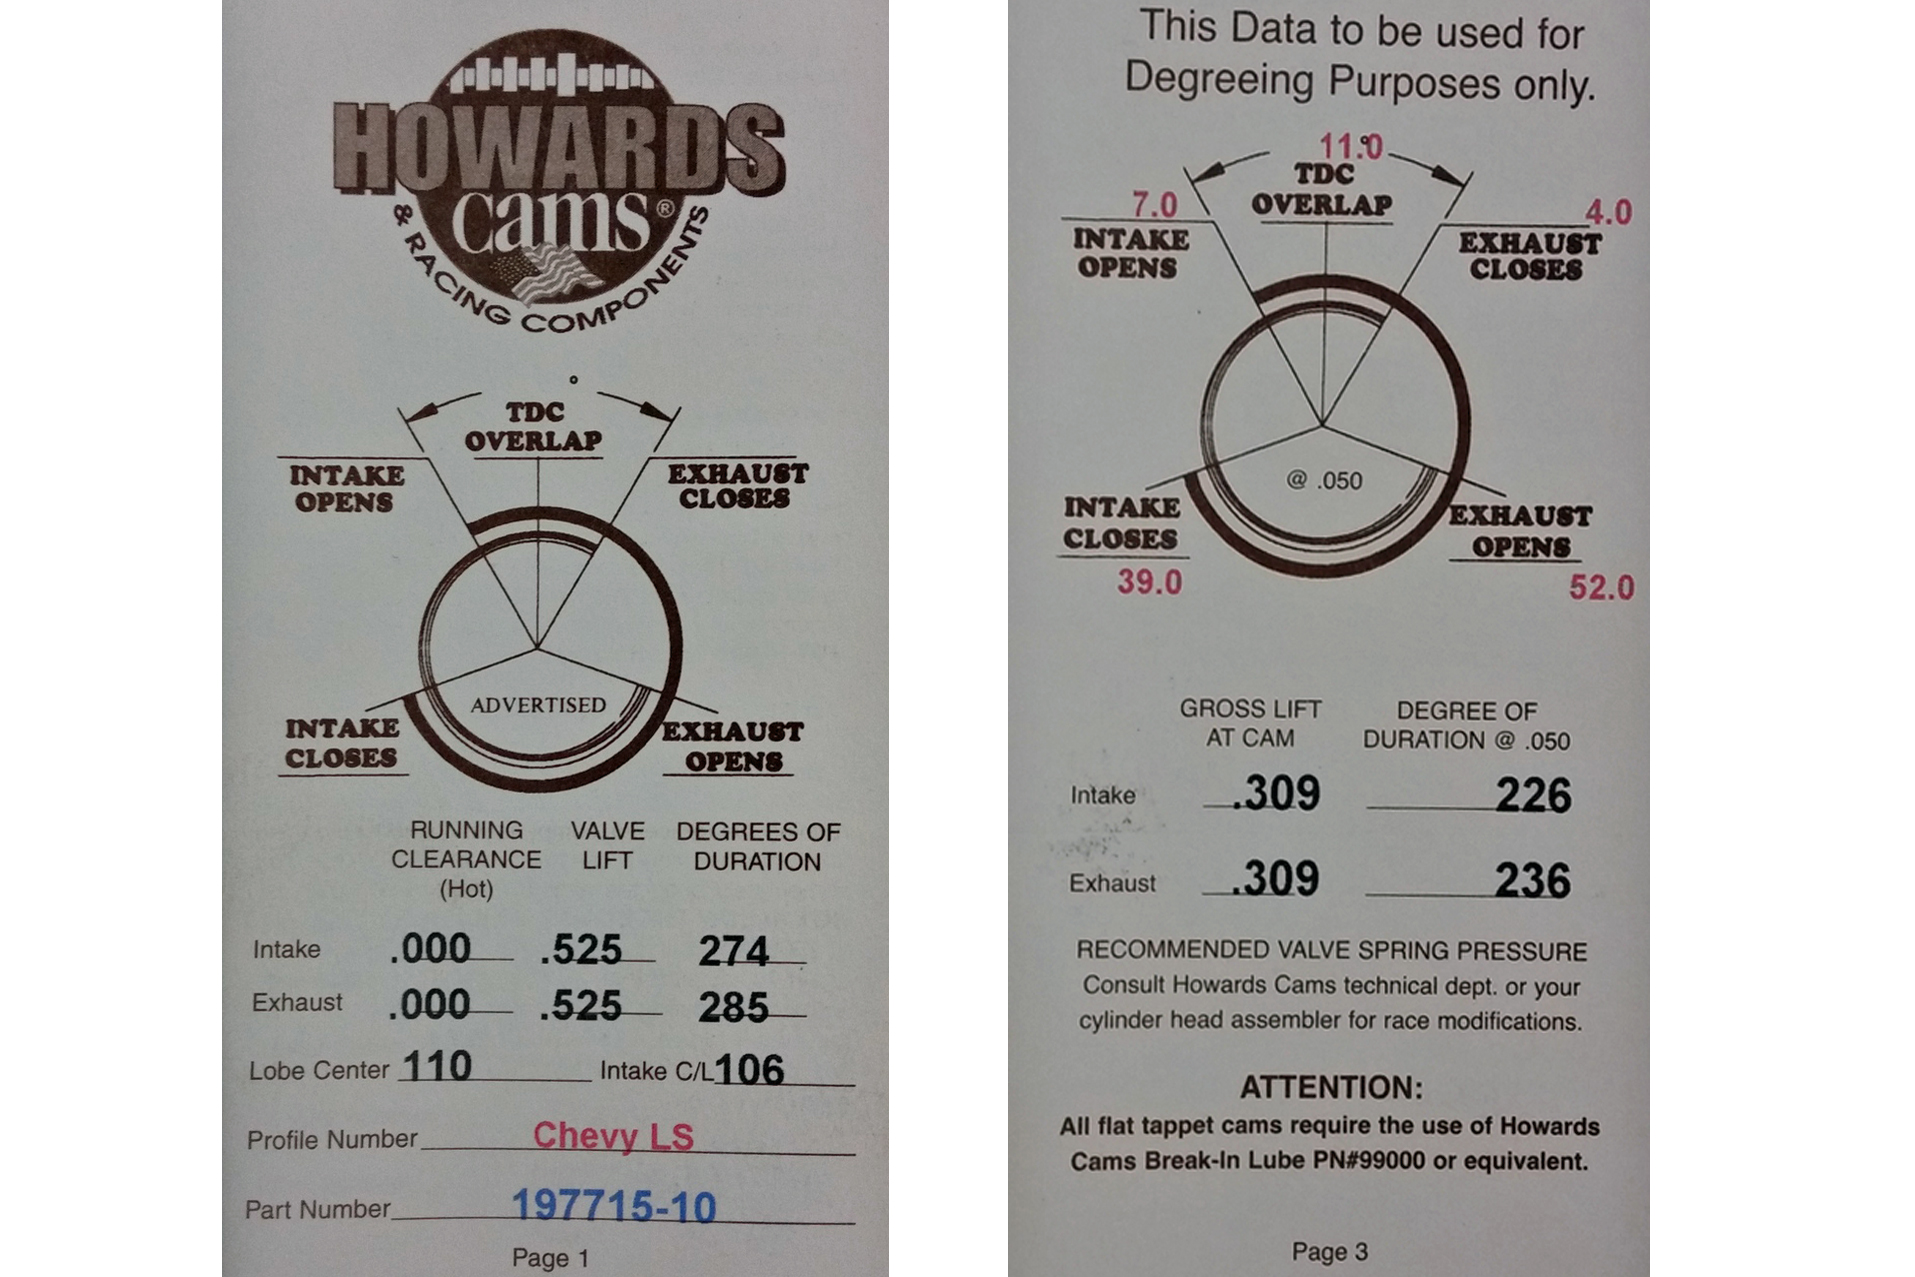 HOWARDS
cams®
& RACING COMPONENTS
°
TDC
OVERLAP
INTAKE
OPENS
EXHAUST
CLOSES
ADVERTISED
INTAKE
CLOSES
EXHAUST
OPENS
RUNNING CLEARANCE (Hot) VALVE LIFT DEGREES OF DURATION
Intake .000 .525 274
Exhaust .000 .525 285
Lobe Center 110 Intake C/L 106
Profile Number Chevy LS
Part Number 197715-10
Page 1
This Data to be used for
Degreeing Purposes only.
11.0°
TDC
OVERLAP
7.0
INTAKE
OPENS
4.0
EXHAUST
CLOSES
@ .050
INTAKE
CLOSES
39.0
EXHAUST
OPENS
52.0
GROSS LIFT AT CAM DEGREE OF DURATION @ .050
Intake .309 226
Exhaust .309 236
RECOMMENDED VALVE SPRING PRESSURE
Consult Howards Cams technical dept. or your
cylinder head assembler for race modifications.
ATTENTION:
All flat tappet cams require the use of Howards
Cams Break-In Lube PN#99000 or equivalent.
Page 3